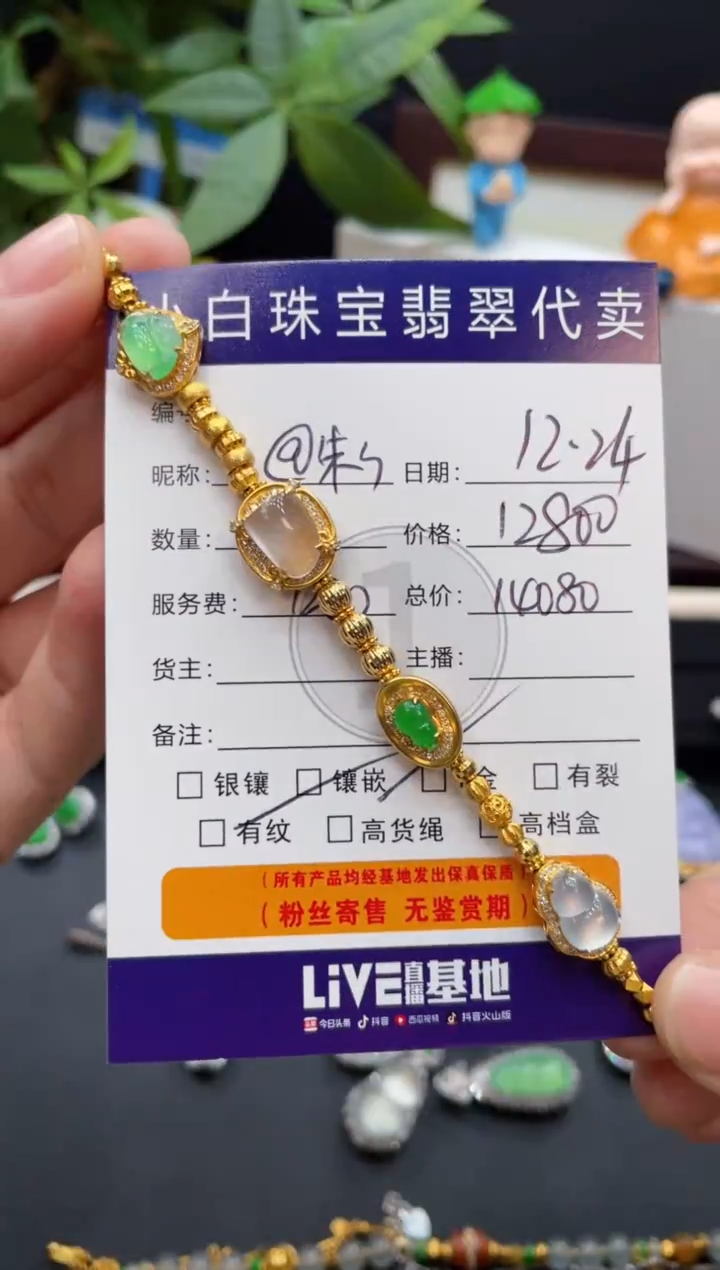 小白珠宝翡翠代卖
编
昵称: @朱 日期: 12.24
数量: 价格: 12800
服务费: 总价: 14080
货主: 主播:
备注:
□ 银镶 □ 镶嵌 □ 金 □ 有裂
□ 有纹 □ 高货绳 □ 高档盒
(所有产品均经基地发出保真保质)
(粉丝寄售 无鉴赏期)
LiVE直播基地
今日头条 抖音 西瓜视频 抖音火山版